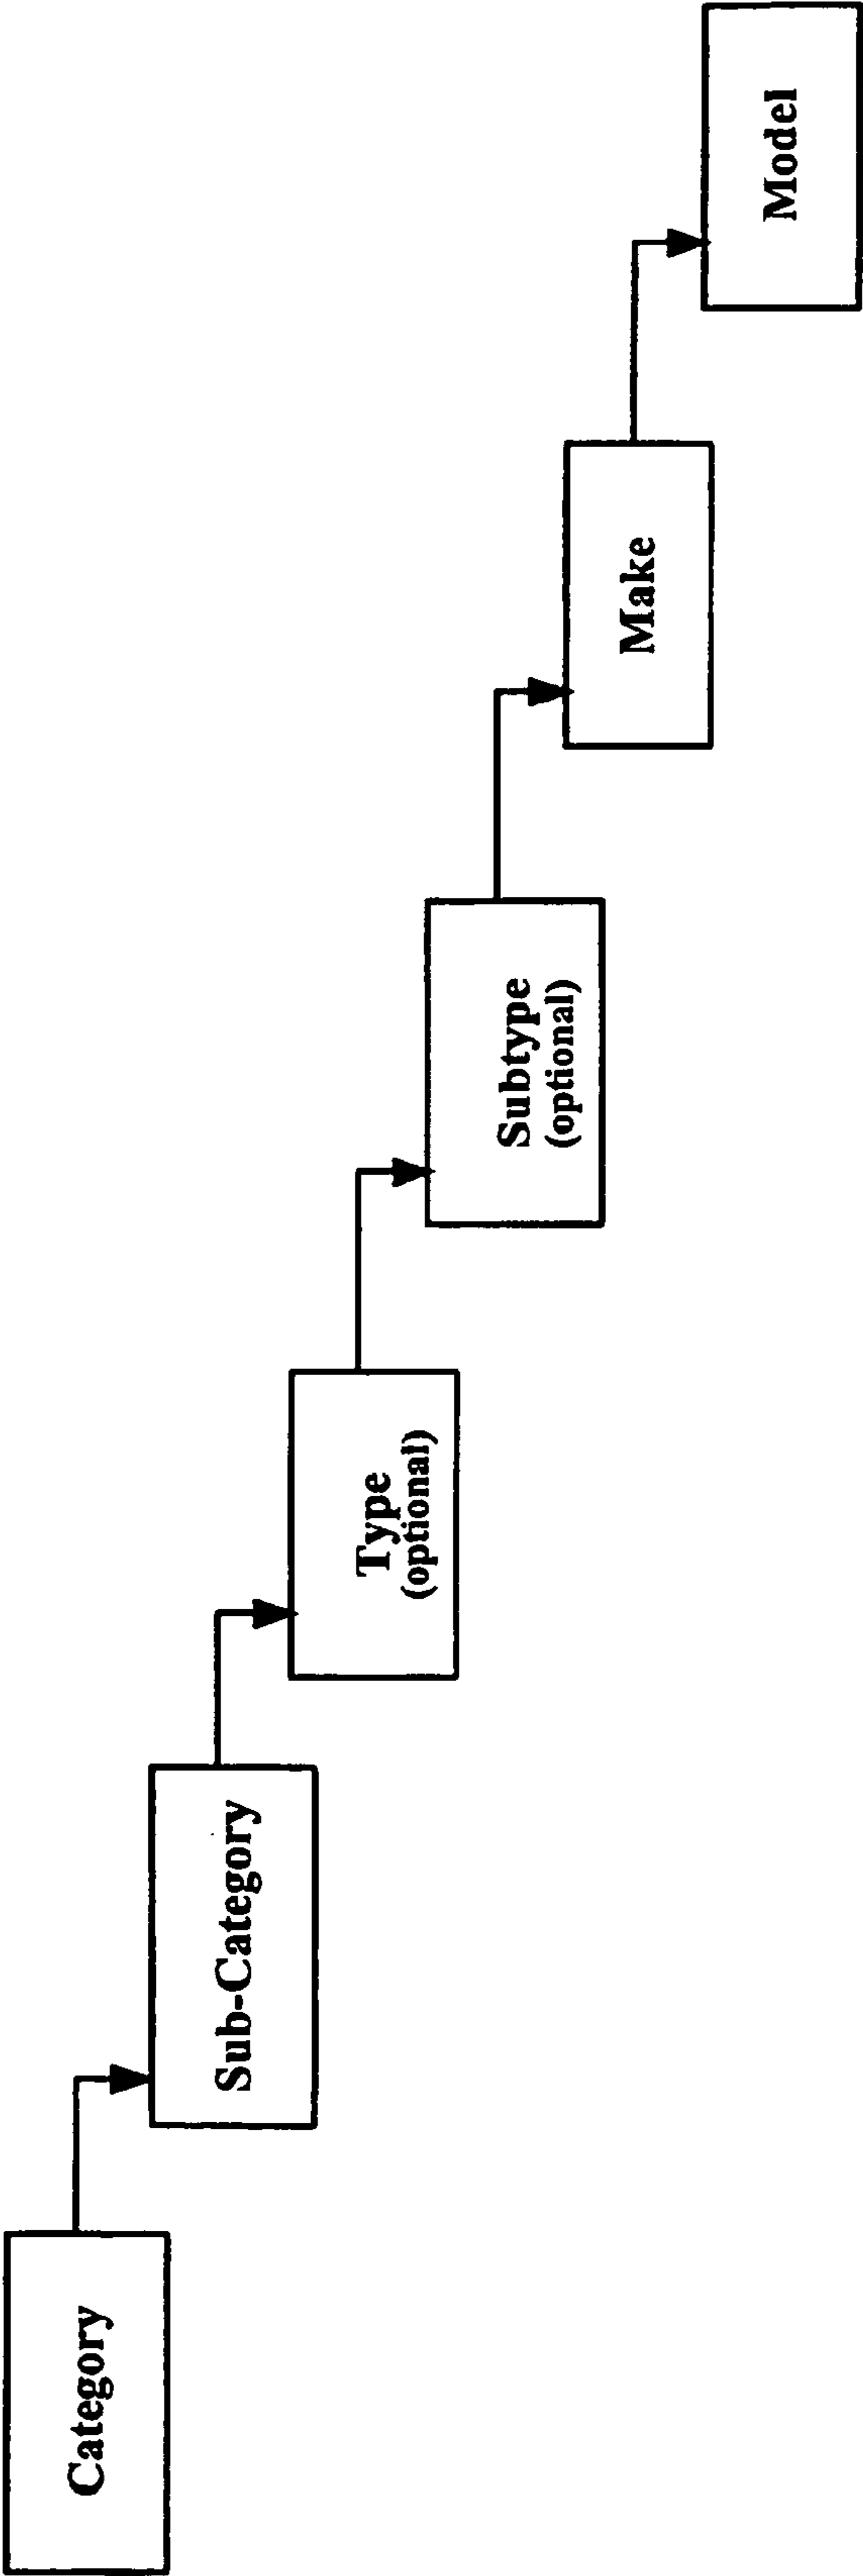 Category
Sub-Category
Type
(optional)
Subtype
(optional)
Make
Model